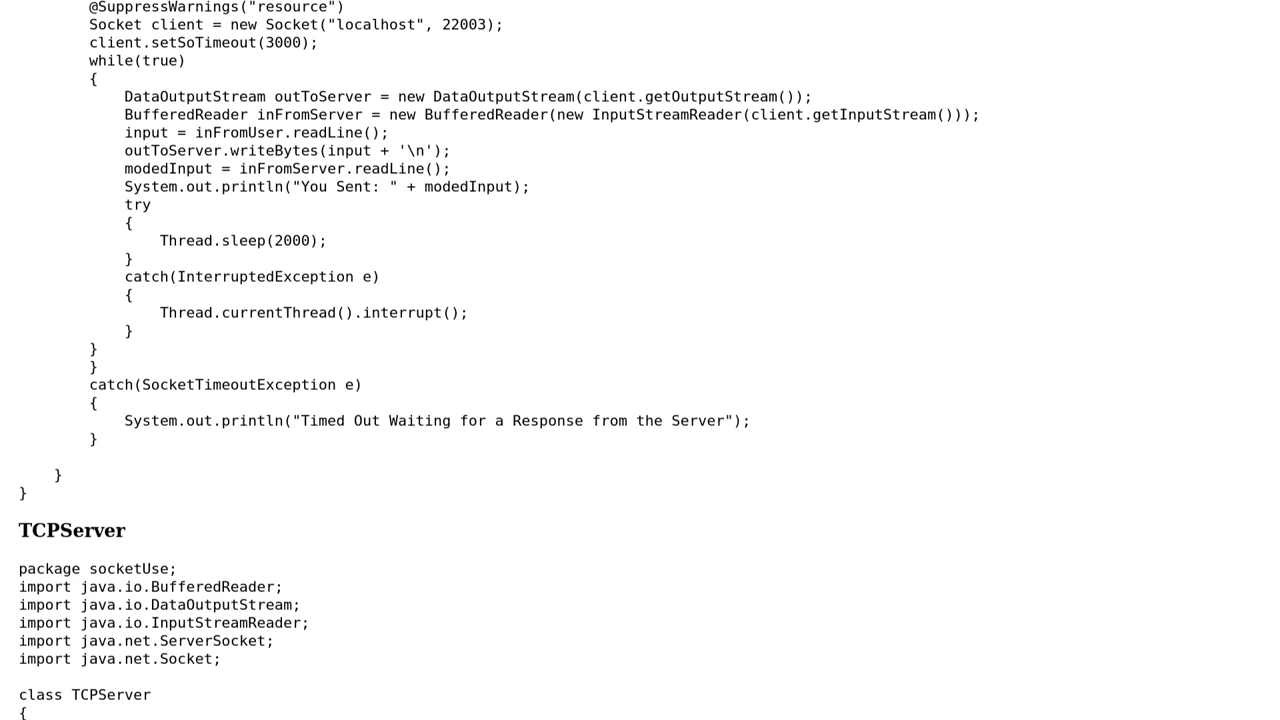 @SuppressWarnings("resource")
Socket client = new Socket("localhost", 22003);
client.setSoTimeout(3000);
while(true)
{
DataOutputStream outToServer = new DataOutputStream(client.getOutputStream());
BufferedReader inFromServer = new BufferedReader(new InputStreamReader(client.getInputStream()));
input = inFromUser.readLine();
outToServer.writeBytes(input + '\n');
modedInput = inFromServer.readLine();
System.out.println("You Sent: " + modedInput);
try
{
Thread.sleep(2000);
}
catch(InterruptedException e)
{
Thread.currentThread().interrupt();
}
}
}
catch(SocketTimeoutException e)
{
System.out.println("Timed Out Waiting for a Response from the Server");
}
}
}
TCPServer
package socketUse;
import java.io.BufferedReader;
import java.io.DataOutputStream;
import java.io.InputStreamReader;
import java.net.ServerSocket;
import java.net.Socket;
class TCPServer
{